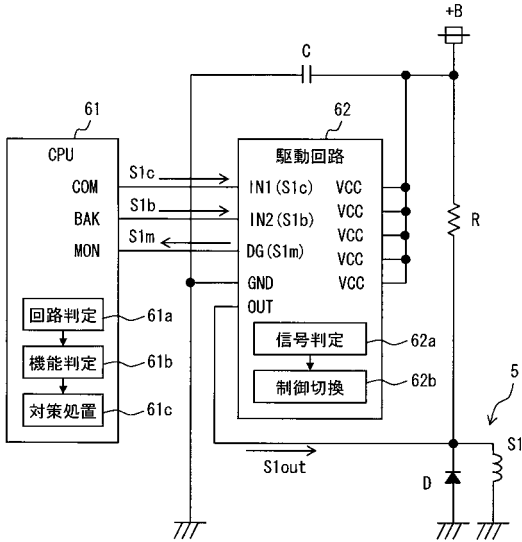 +B
C
61
62
CPU
駆動回路
S1c
COM
IN1(S1c)
VCC
S1b
BAK
IN2(S1b)
VCC
R
S1m
MON
DG(S1m)
VCC
GND
VCC
OUT
VCC
回路判定
61a
信号判定
62a
機能判定
61b
制御切換
62b
対策処置
61c
5
S1
S1out
D